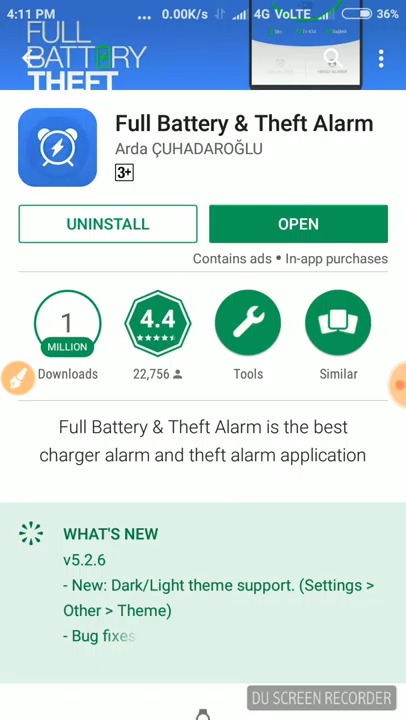 4:11 PM ... 0.00K/s 4G VoLTE 36%
FULL
BATTERY
THEFT
Full Battery & Theft Alarm
Arda ÇUHADAROĞLU
3+
UNINSTALL OPEN
Contains ads • In-app purchases
1
MILLION
4.4
Downloads 22,756 Tools Similar
Full Battery & Theft Alarm is the best
charger alarm and theft alarm application
WHAT'S NEW
v5.2.6
- New: Dark/Light theme support. (Settings >
Other > Theme)
- Bug fixes
DU SCREEN RECORDER